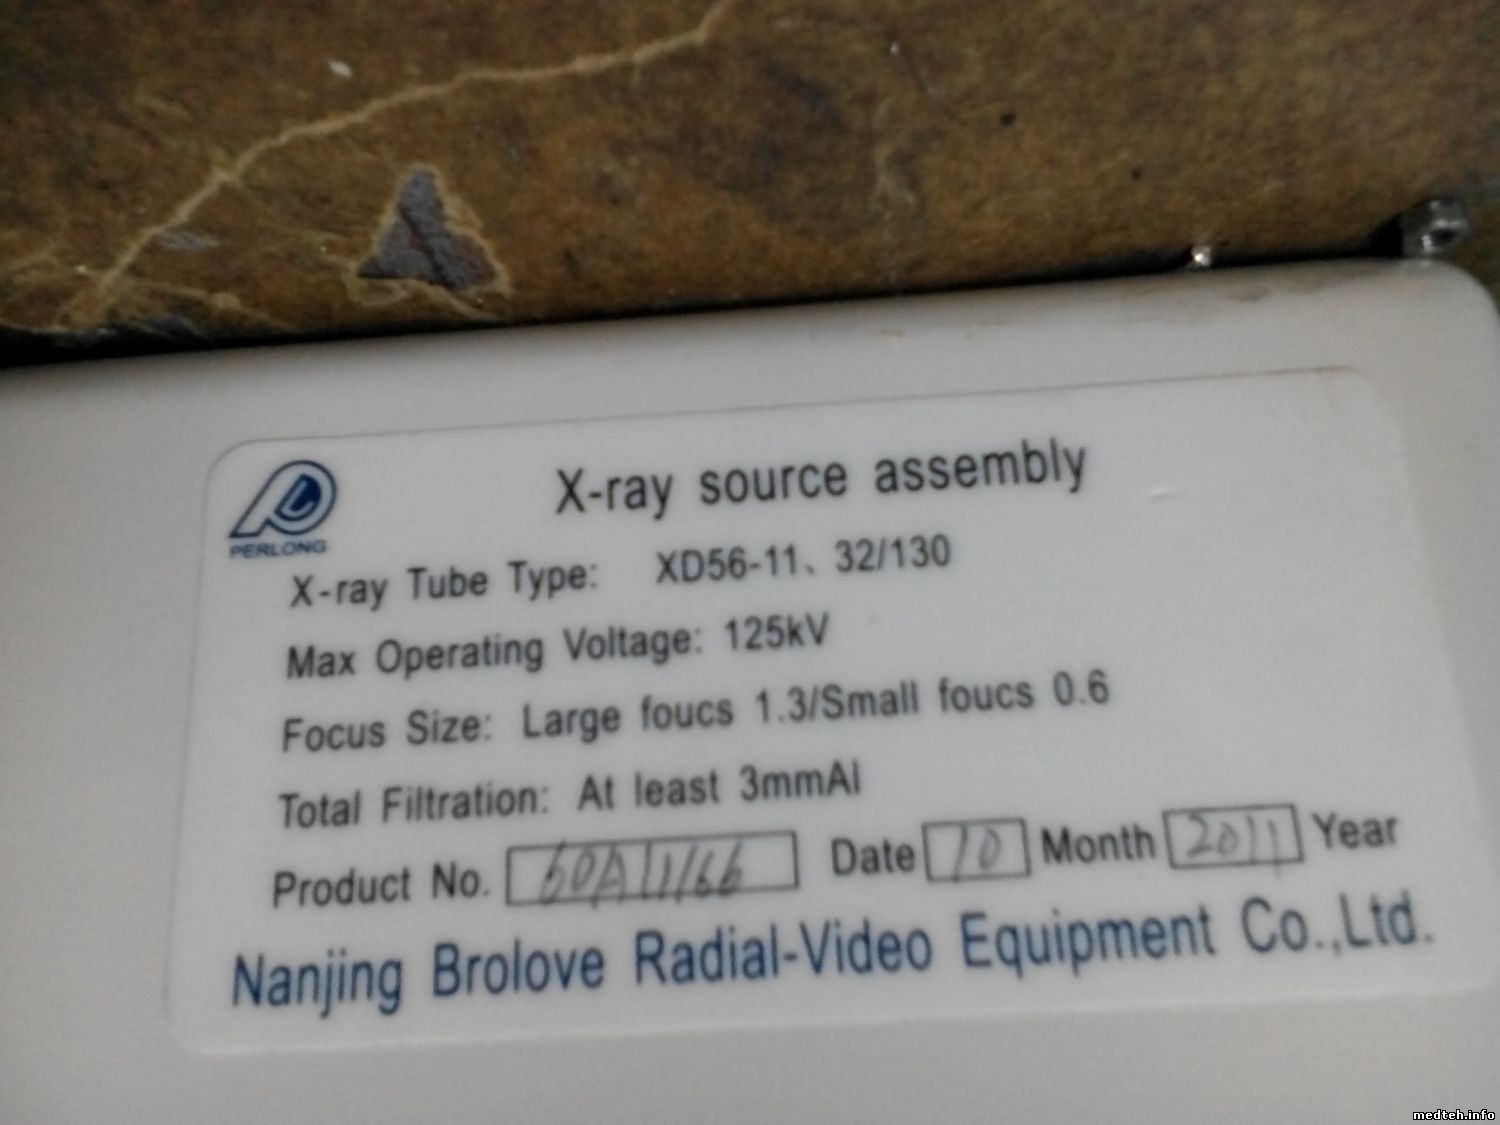 PERLONG
X-ray source assembly
X-ray Tube Type: XD56-11、32/130
Max Operating Voltage: 125kV
Focus Size: Large foucs 1.3/Small foucs 0.6
Total Filtration: At least 3mmAl
Product No. Date 10 Month 2011 Year
Nanjing Brolove Radial-Video Equipment Co.,Ltd.
medteh.info